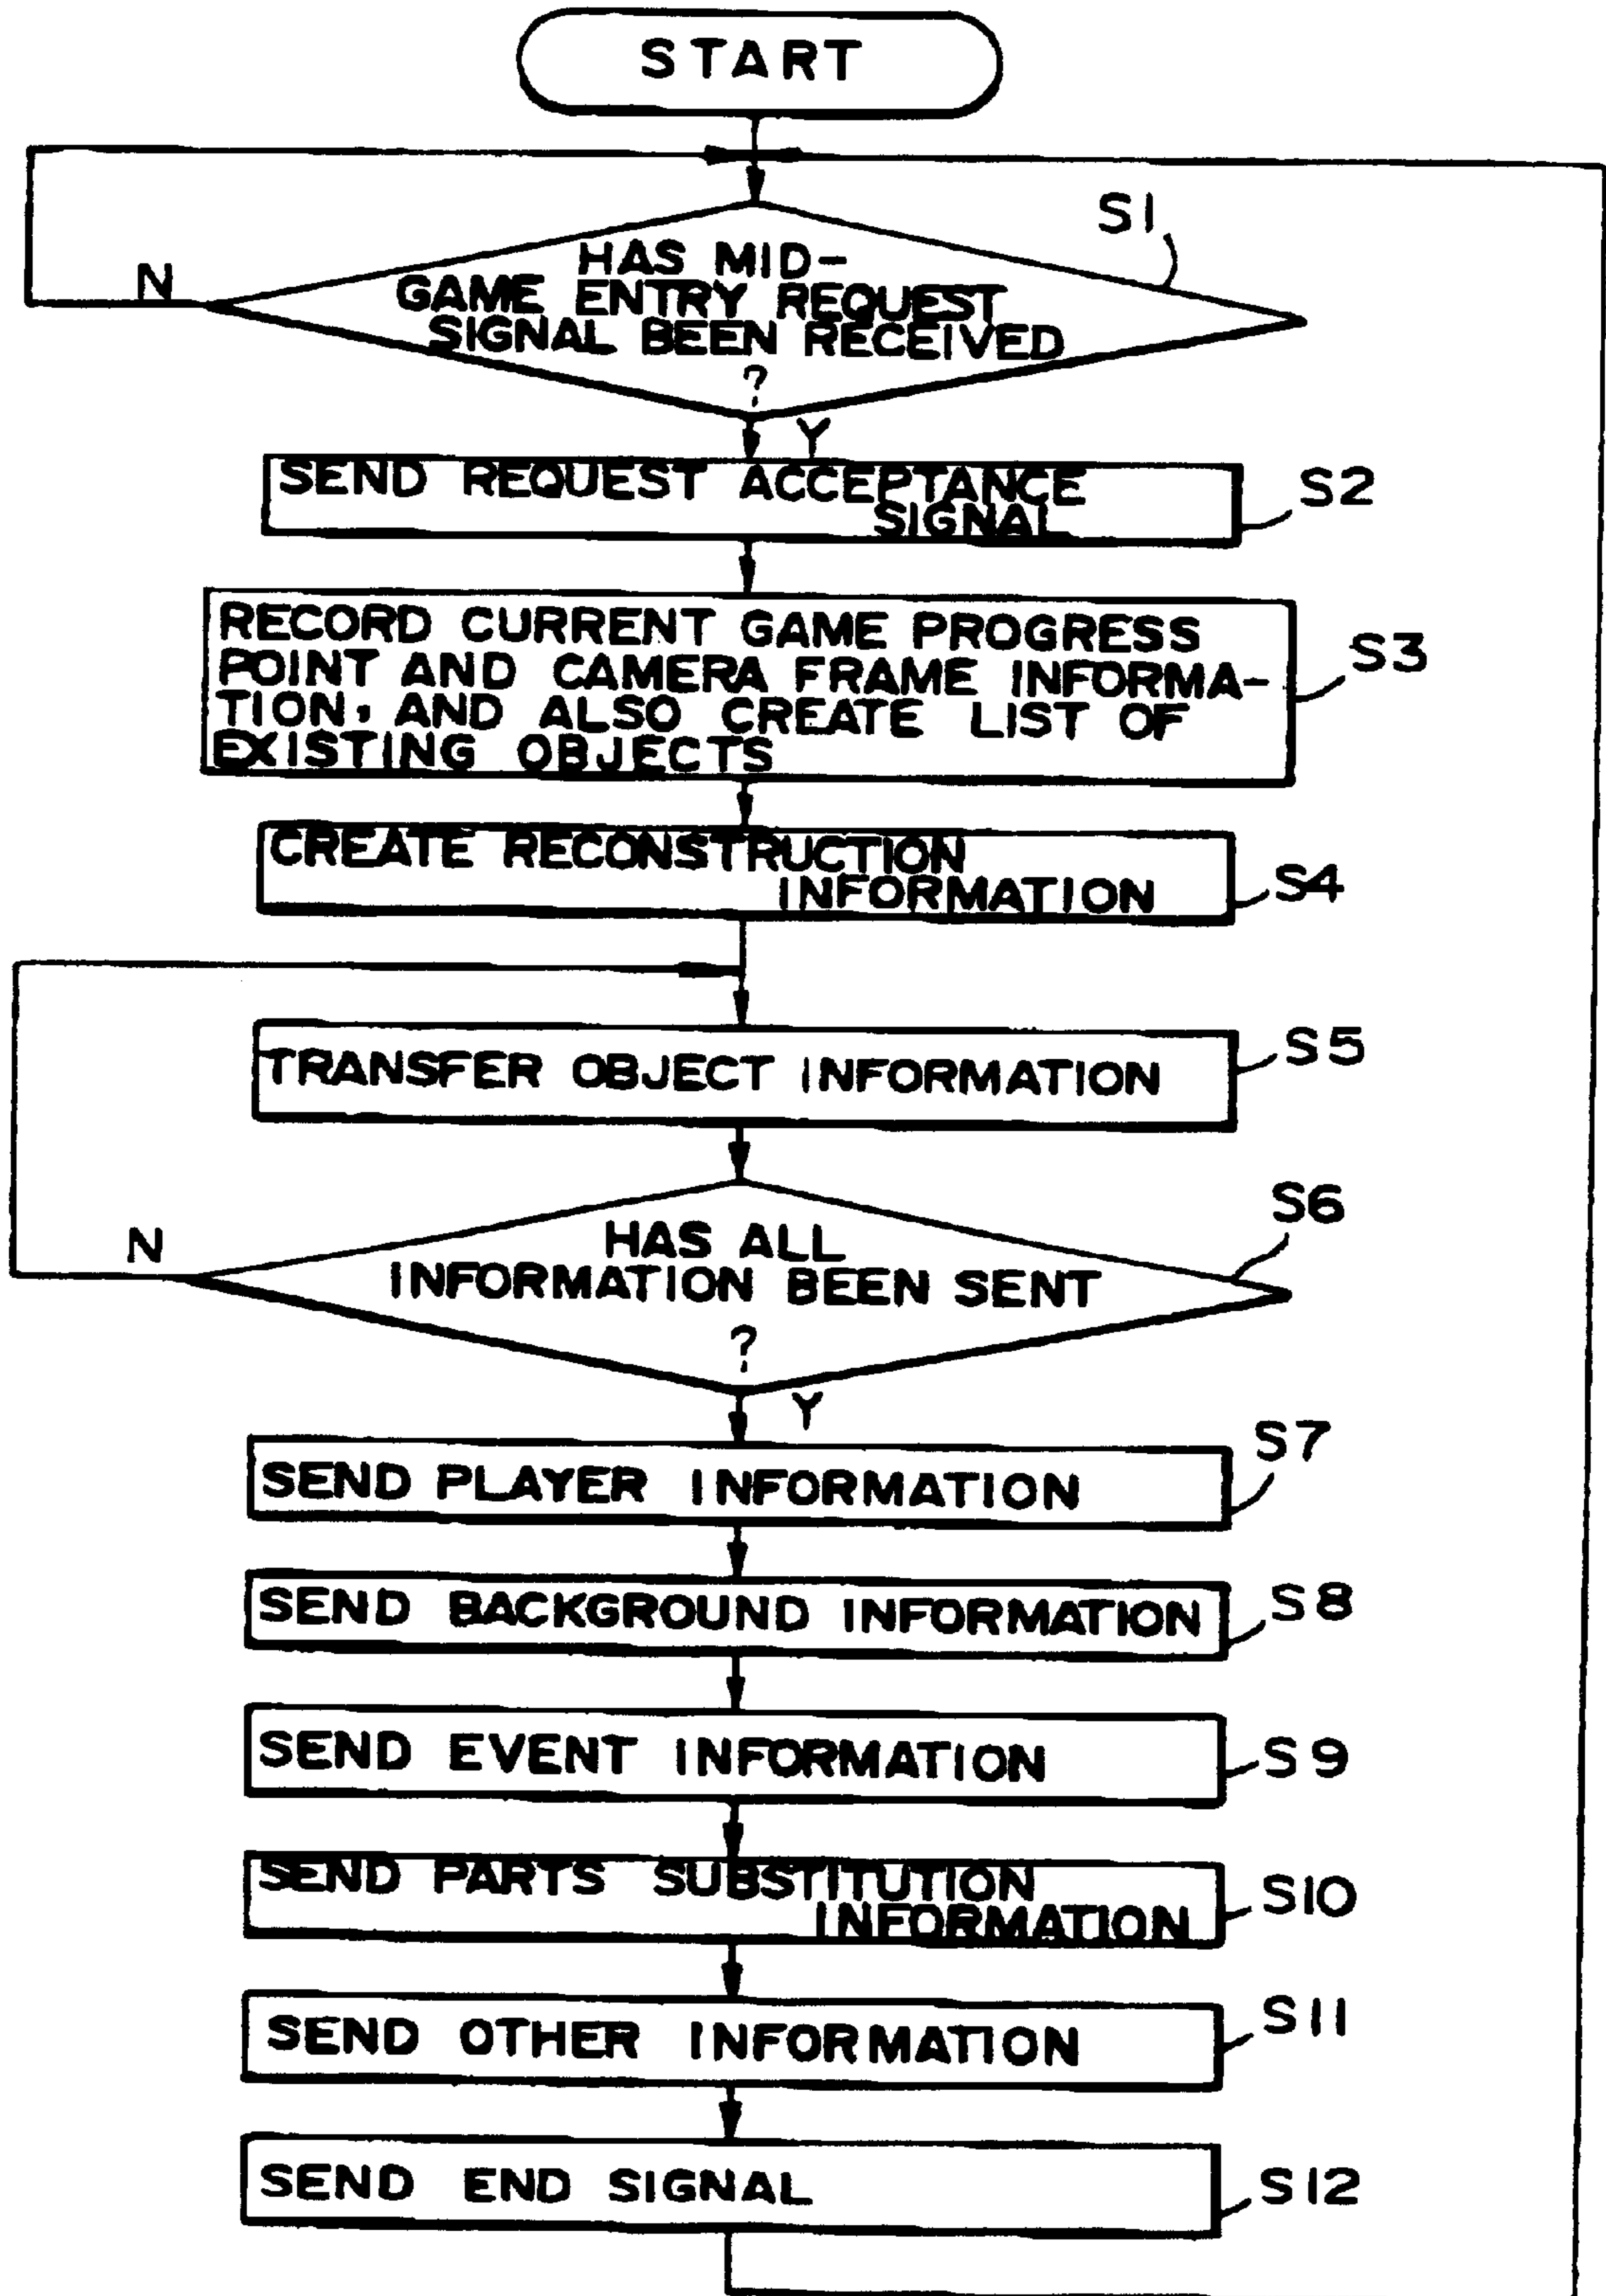 START
S1
HAS MID-
GAME ENTRY REQUEST
SIGNAL BEEN RECEIVED
?
N
Y
SEND REQUEST ACCEPTANCE
SIGNAL
S2
RECORD CURRENT GAME PROGRESS
POINT AND CAMERA FRAME INFORMA-
TION, AND ALSO CREATE LIST OF
EXISTING OBJECTS
S3
CREATE RECONSTRUCTION
INFORMATION
S4
TRANSFER OBJECT INFORMATION
S5
HAS ALL
INFORMATION BEEN SENT
?
S6
N
Y
SEND PLAYER INFORMATION
S7
SEND BACKGROUND INFORMATION
S8
SEND EVENT INFORMATION
S9
SEND PARTS SUBSTITUTION
INFORMATION
S10
SEND OTHER INFORMATION
S11
SEND END SIGNAL
S12